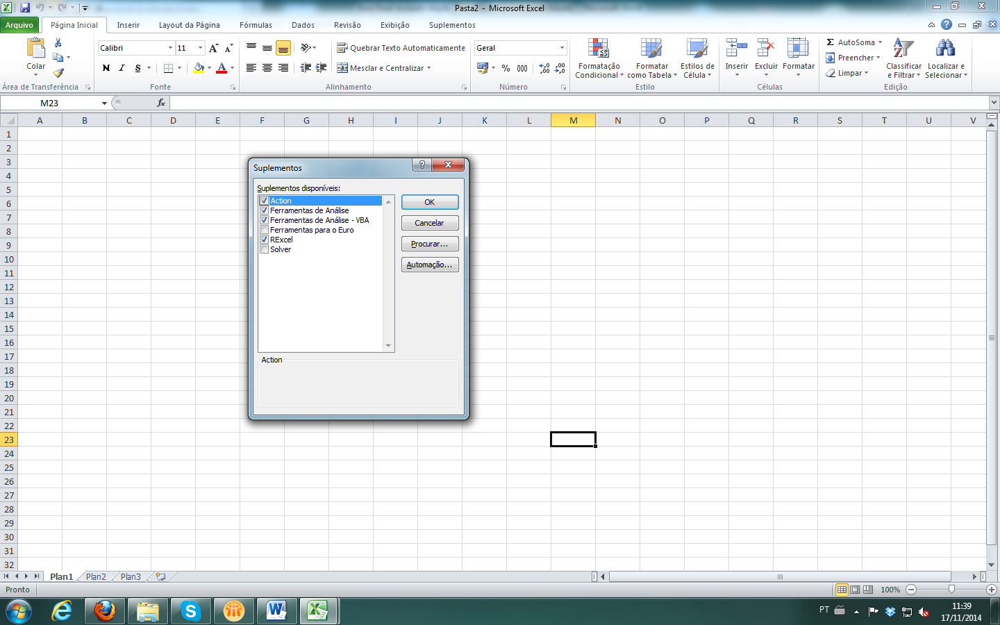 Pasta2 - Microsoft Excel
Arquivo Página Inicial Inserir Layout da Página Fórmulas Dados Revisão Exibição Suplementos
Colar
Calibri 11
N I S
Quebrar Texto Automaticamente
Mesclar e Centralizar
Geral
% 000
Formatação Condicional
Formatar como Tabela
Estilos de Célula
Inserir Excluir Formatar
Σ AutoSoma
Preencher
Limpar
Classificar e Filtrar
Localizar e Selecionar
Área de Transferência Fonte Alinhamento Número Estilo Células Edição
M23 fx
A B C D E F G H I J K L M N O P Q R S T U V
1
2
3
4
5
6
7
8
9
10
11
12
13
14
15
16
17
18
19
20
21
22
23
24
25
26
27
28
29
30
31
32
Suplementos
Suplementos disponíveis:
Action
Ferramentas de Análise
Ferramentas de Análise - VBA
Ferramentas para o Euro
RExcel
Solver
OK
Cancelar
Procurar...
Automação...
Action
Plan1 Plan2 Plan3
Pronto 100%
PT 11:39
17/11/2014